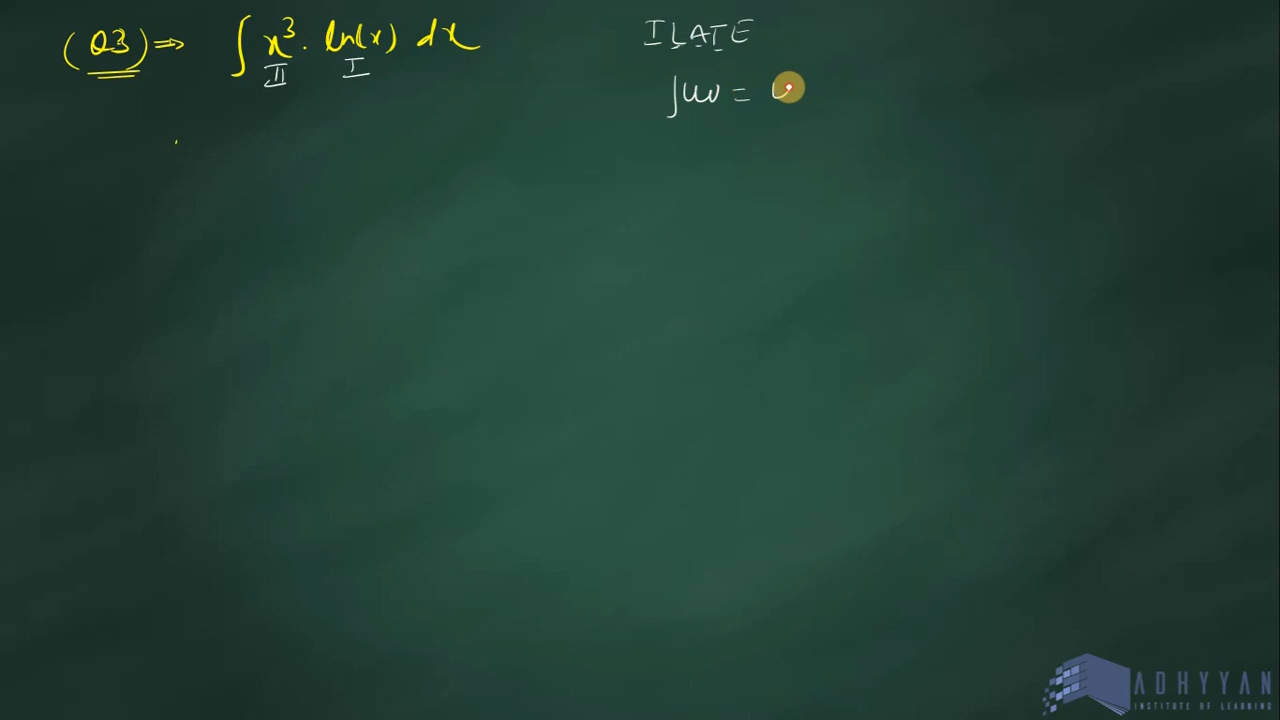 (Q3) ⇒ ∫ x³ · ln(x) dx
II I
ILATE
∫uv = u
ADHYYAN
INSTITUTE OF LEARNING